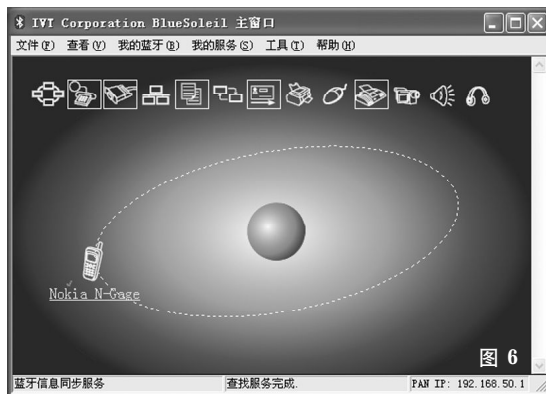 IVT Corporation BlueSoleil 主窗口
文件(F) 查看(V) 我的蓝牙(B) 我的服务(S) 工具(T) 帮助(H)
Nokia N-Gage
图 6
蓝牙信息同步服务 查找服务完成. PAN IP: 192.168.50.1